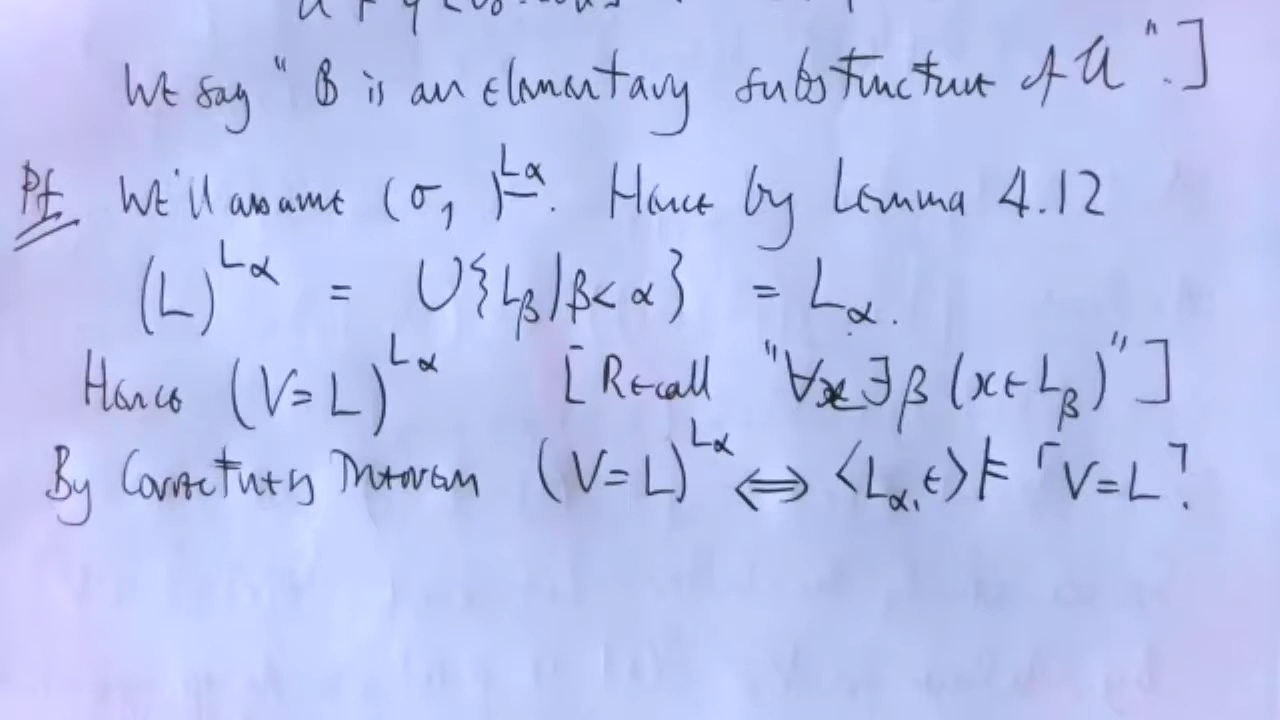 We say " B is an elementary substructure of U ".]
Pf We'll assume (σ₁ )^Lα. Hence by Lemma 4.12
(L)^Lα = ∪{Lβ|β<α} = Lα.
Hence (V=L)^Lα [Recall "∀x∃β(x∈Lβ)"]
By Correctness Theorem (V=L)^Lα ⟺ ⟨Lα,∈⟩⊨⌜V=L⌝.